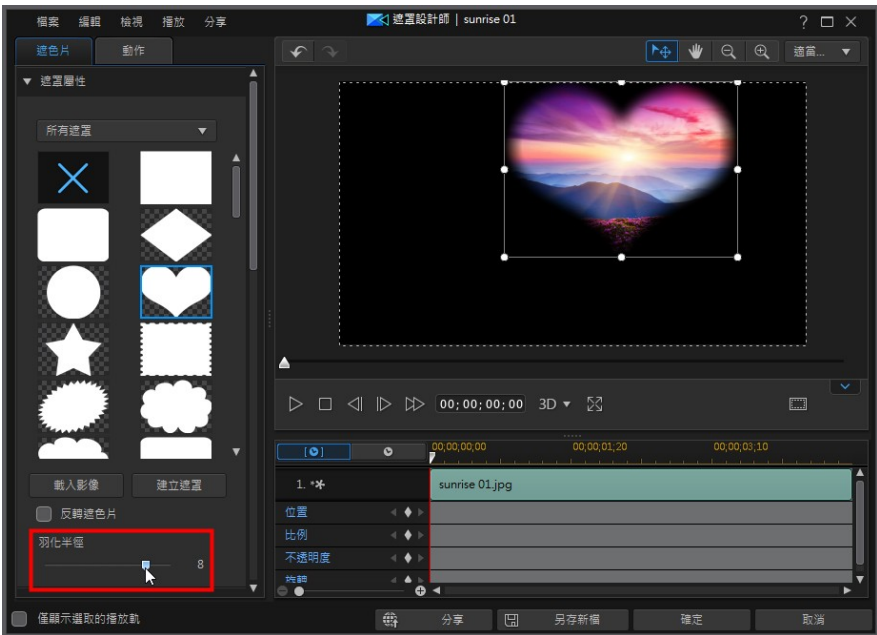 檔案 編輯 檢視 播放 分享
遮罩設計師 | sunrise 01
?
遮色片 動作
適當...
遮罩屬性
所有遮罩
00;00;00;00 3D
00;00;00;00 00;00;01;20 00;00;03;10
載入影像 建立遮罩
1. sunrise 01.jpg
反轉遮色片
位置
羽化半徑
比例
8
不透明度
旋轉
僅顯示選取的播放軌
分享 另存新檔 確定 取消